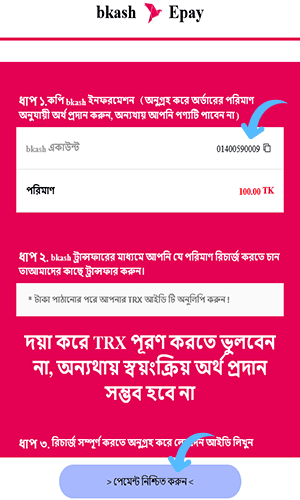 bkash Epay
ধাপ ১.কপি bkash ইনফরমেশন (অনুগ্রহ করে অর্ডারের পরিমাণ
অনুযায়ী অর্থ প্রদান করুন, অন্যথায় আপনি পণ্যটি পাবেন না)
bkash একাউন্ট 01400590009
পরিমাণ 100.00 TK
ধাপ ২. bkash ট্রান্সফারের মাধ্যমে আপনি যে পরিমাণ রিচার্জ করতে চান
তাআমাদের কাছে ট্রান্সফার করুন।
* টাকা পাঠানোর পরে আপনার TRX আইডি টি অনুলিপি করুন!
দয়া করে TRX পূরণ করতে ভুলবেন
না, অন্যথায় স্বয়ংক্রিয় অর্থ প্রদান
সম্ভব হবে না
ধাপ ৩. রিচার্জ সম্পূর্ণ করতে অনুগ্রহ করে আইডি লিখুন
> পেমেন্ট নিশ্চিত করুন <